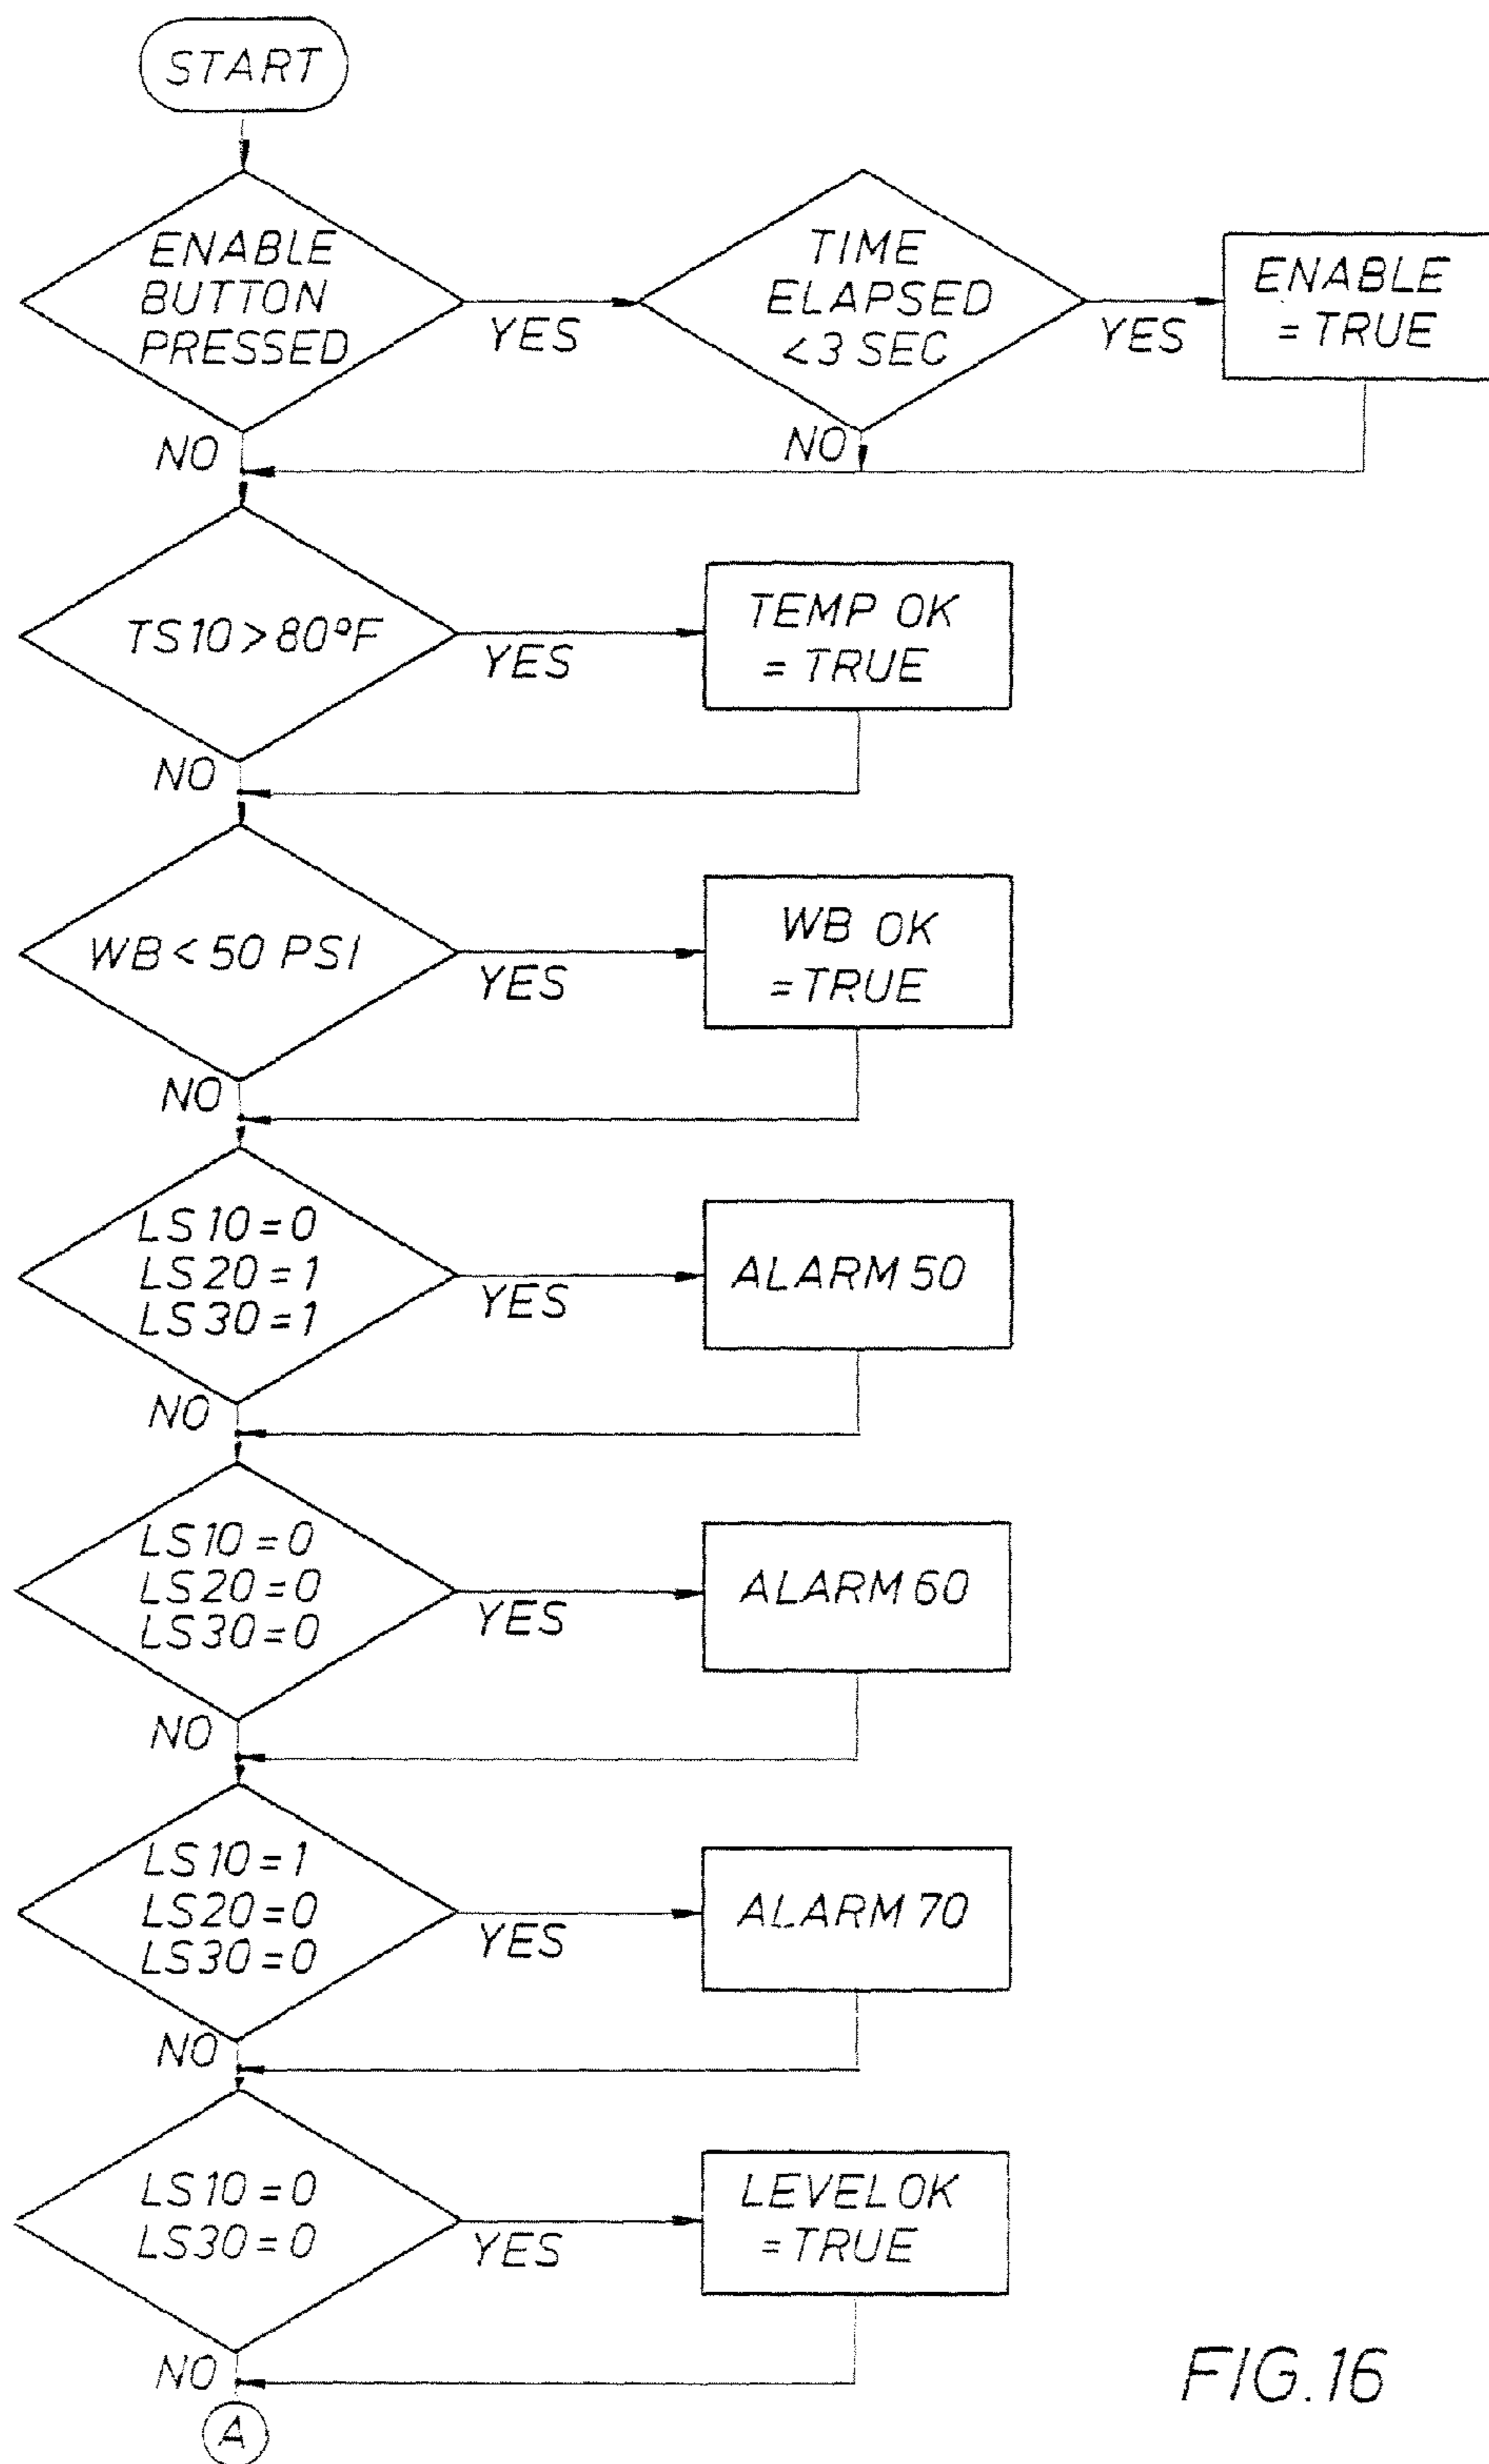 START
ENABLE
BUTTON
PRESSED
YES
NO
TIME
ELAPSED
<3 SEC
YES
NO
ENABLE
= TRUE
TS10>80ºF
YES
NO
TEMP OK
= TRUE
WB<50 PSI
YES
NO
WB OK
=TRUE
LS10=0
LS20=1
LS30=1
YES
NO
ALARM 50
LS10=0
LS20=0
LS30=0
YES
NO
ALARM 60
LS10=1
LS20=0
LS30=0
YES
NO
ALARM 70
LS10=0
LS30=0
YES
NO
LEVEL OK
=TRUE
A
FIG.16